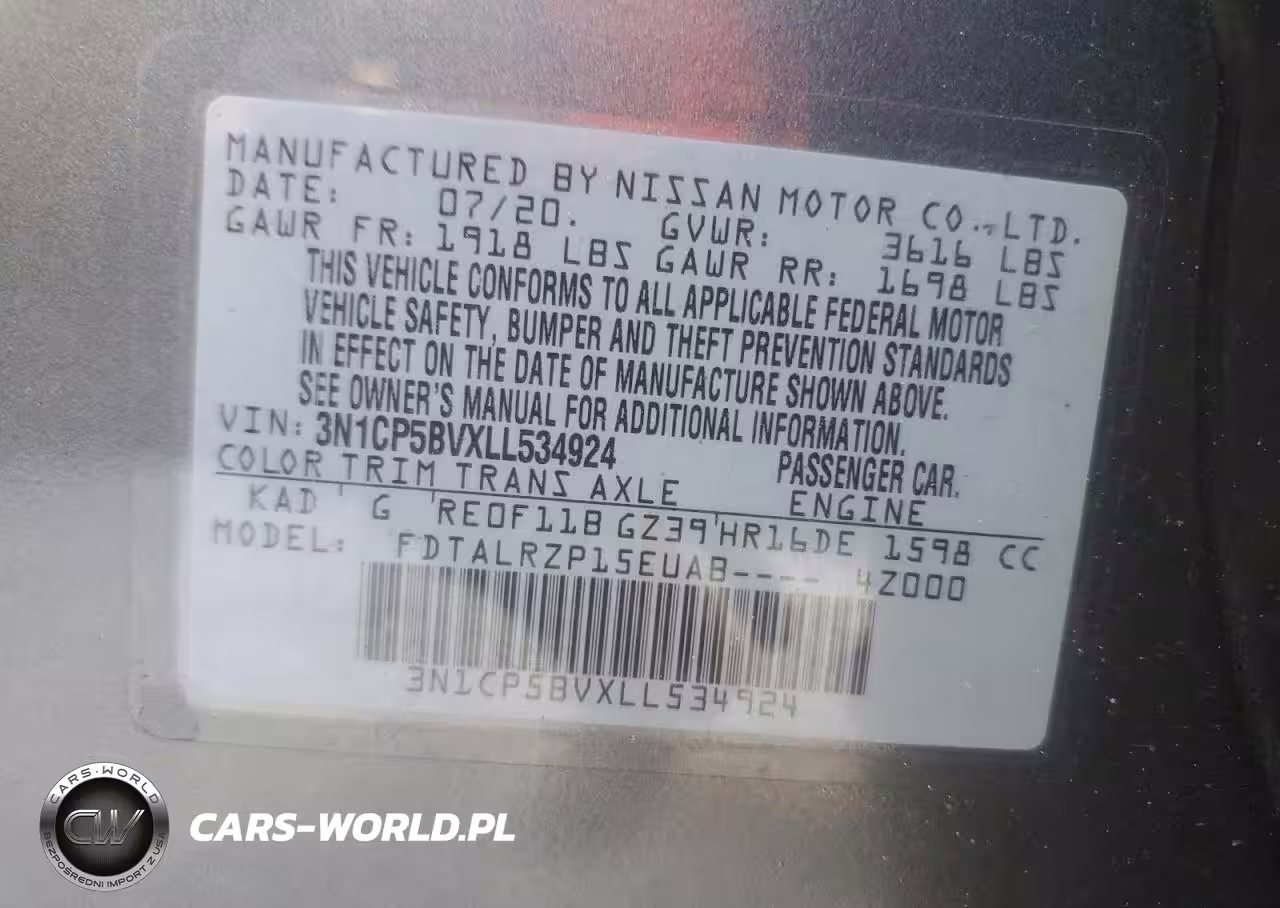 MANUFACTURED BY NISSAN MOTOR CO.,LTD.
DATE: 07/20. GVWR: 3616 LBS
GAWR FR: 1918 LBS GAWR RR: 1698 LBS
THIS VEHICLE CONFORMS TO ALL APPLICABLE FEDERAL MOTOR
VEHICLE SAFETY, BUMPER AND THEFT PREVENTION STANDARDS
IN EFFECT ON THE DATE OF MANUFACTURE SHOWN ABOVE.
SEE OWNER'S MANUAL FOR ADDITIONAL INFORMATION.
VIN: 3N1CP5BVXLL534924 PASSENGER CAR.
COLOR TRIM TRANS AXLE ENGINE
KAD G RE0F11B GZ39 HR16DE 1598 CC
MODEL: FDTALRZP15EUAB---- 4Z000
3N1CP5BVXLL534924
CARS-WORLD
CW
BEZPOŚREDNI IMPORT Z USA
CARS-WORLD.PL